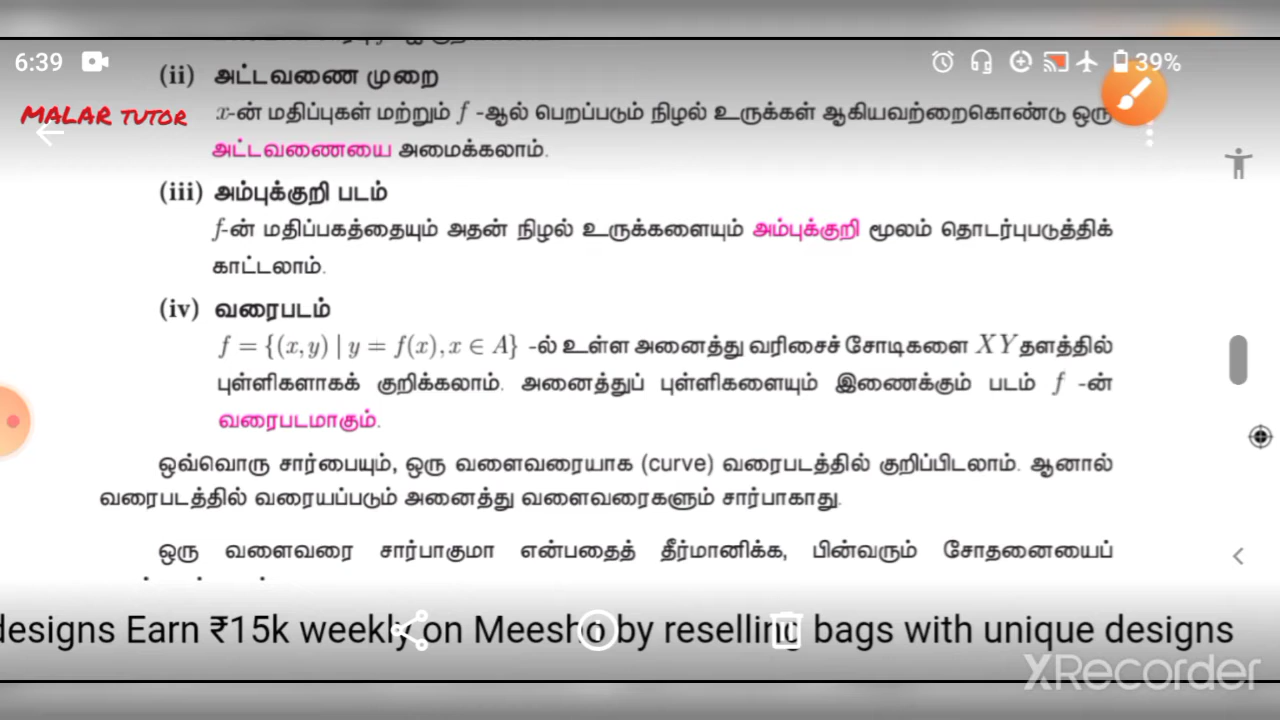 6:39
39%
(ii) அட்டவணை முறை
MALAR TUTOR
x-ன் மதிப்புகள் மற்றும் f -ஆல் பெறப்படும் நிழல் உருக்கள் ஆகியவற்றைகொண்டு ஒரு
அட்டவணையை அமைக்கலாம்.
(iii) அம்புக்குறி படம்
f-ன் மதிப்பகத்தையும் அதன் நிழல் உருக்களையும் அம்புக்குறி மூலம் தொடர்புபடுத்திக்
காட்டலாம்.
(iv) வரைபடம்
f = {(x, y) | y = f(x), x ∈ A} -ல் உள்ள அனைத்து வரிசைச் சோடிகளை XY தளத்தில்
புள்ளிகளாகக் குறிக்கலாம். அனைத்துப் புள்ளிகளையும் இணைக்கும் படம் f -ன்
வரைபடமாகும்.
ஒவ்வொரு சார்பையும், ஒரு வளைவரையாக (curve) வரைபடத்தில் குறிப்பிடலாம். ஆனால்
வரைபடத்தில் வரையப்படும் அனைத்து வளைவரைகளும் சார்பாகாது.
ஒரு வளைவரை சார்பாகுமா என்பதைத் தீர்மானிக்க, பின்வரும் சோதனையைப்
designs Earn ₹15k weekly on Meesho by reselling bags with unique designs
XRecorder